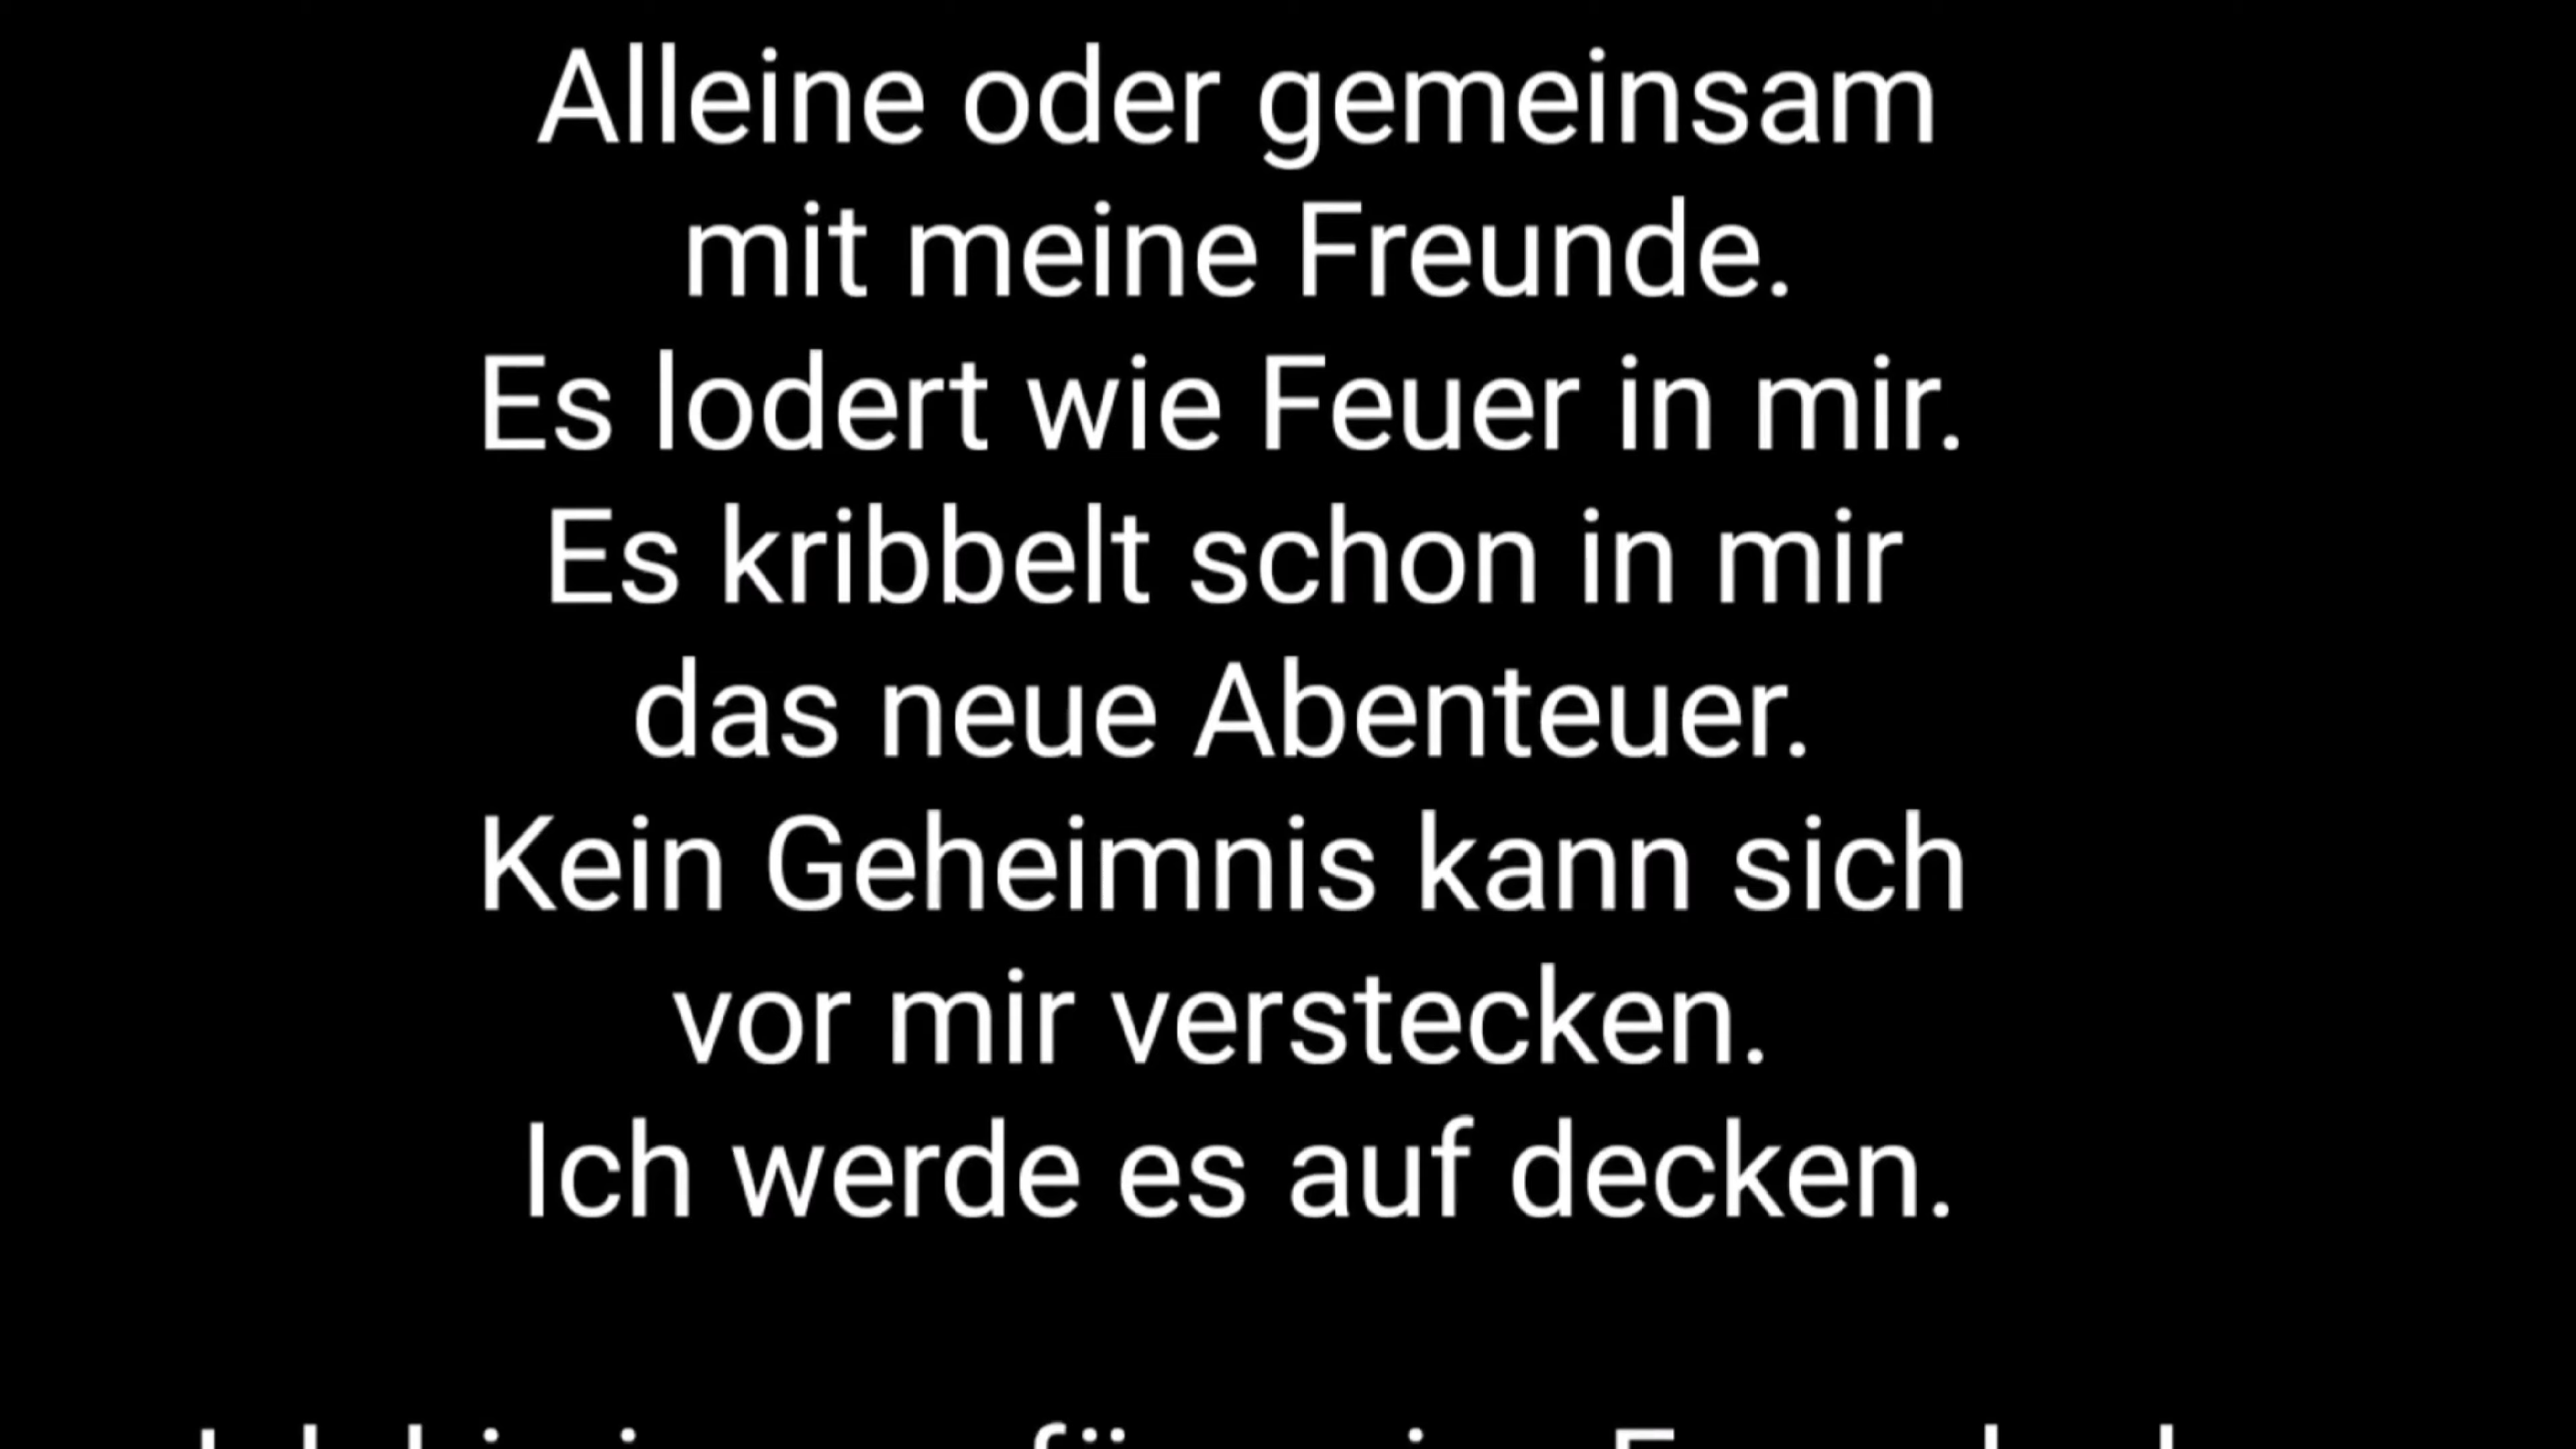 Alleine oder gemeinsam
mit meine Freunde.
Es lodert wie Feuer in mir.
Es kribbelt schon in mir
das neue Abenteuer.
Kein Geheimnis kann sich
vor mir verstecken.
Ich werde es auf decken.